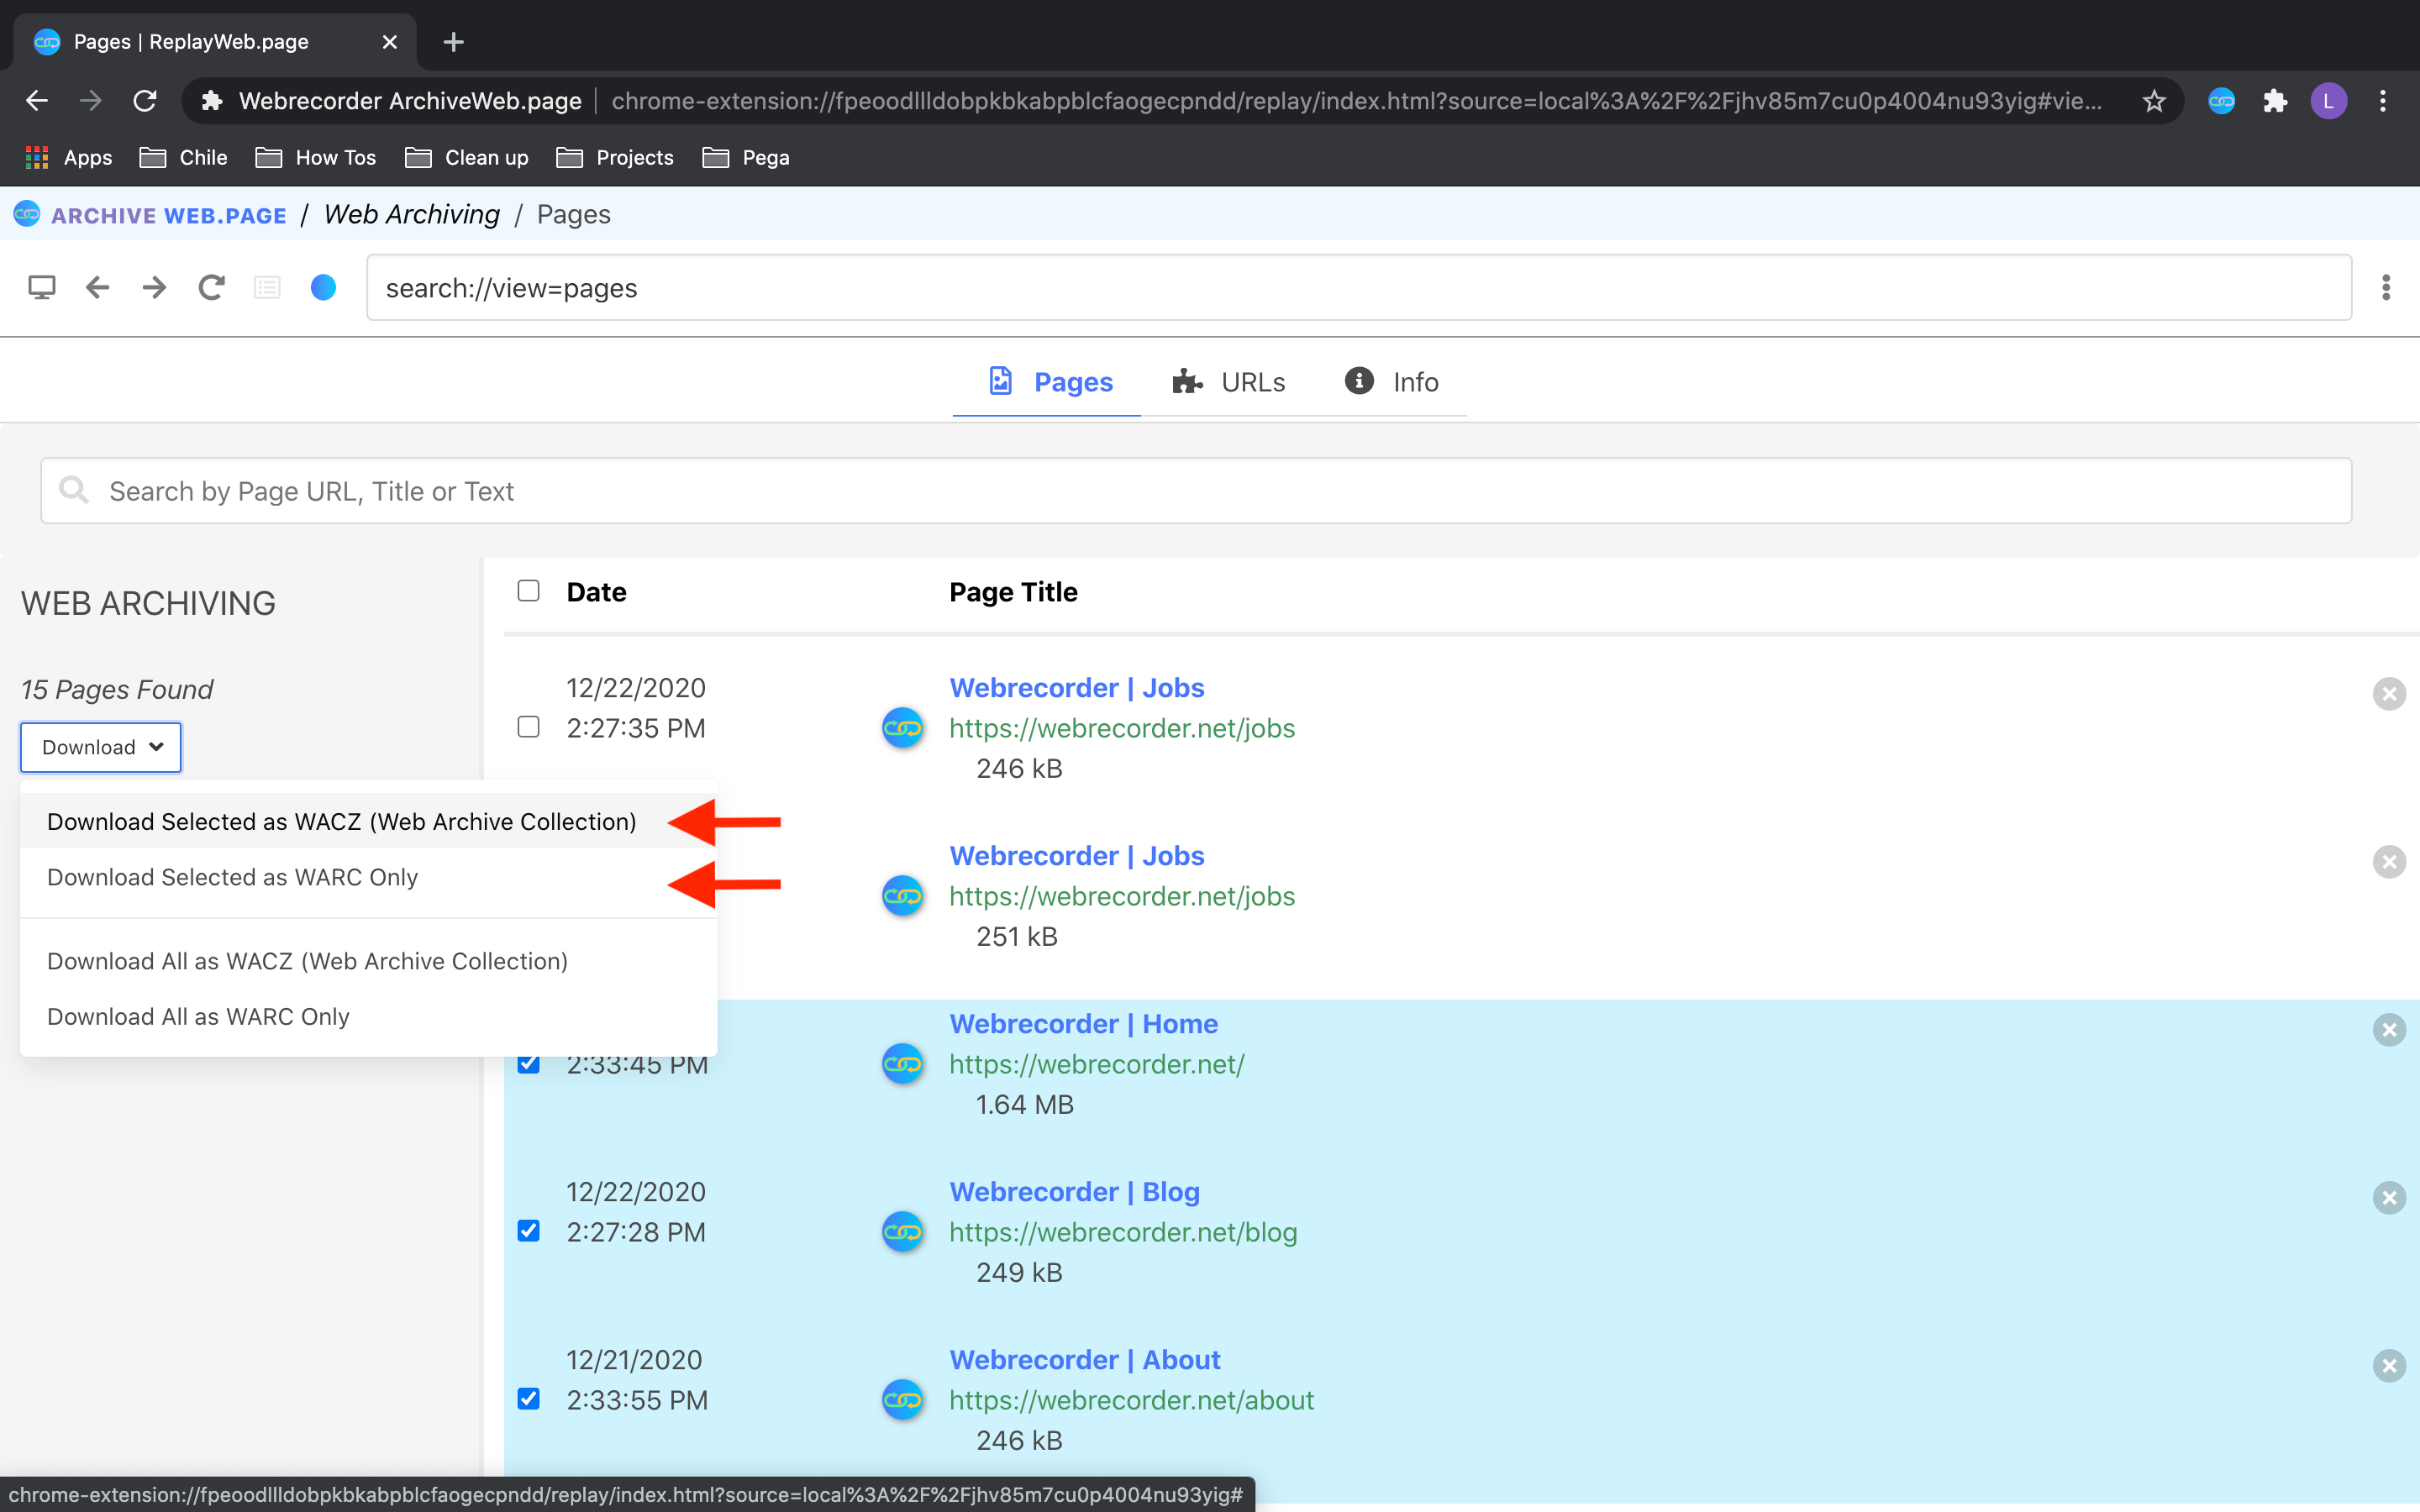 Pages | ReplayWeb.page
Webrecorder ArchiveWeb.page
chrome-extension://fpeoodllldobpkbkabpblcfaogecpndd/replay/index.html?source=local%3A%2F%2Fjhv85m7cu0p4004nu93yig#vie...
L
Apps Chile How Tos Clean up Projects Pega
ARCHIVE WEB.PAGE / Web Archiving / Pages
search://view=pages
Pages URLs Info
Search by Page URL, Title or Text
WEB ARCHIVING
15 Pages Found
Download
Download Selected as WACZ (Web Archive Collection)
Download Selected as WARC Only
Download All as WACZ (Web Archive Collection)
Download All as WARC Only
Date Page Title
12/22/2020
2:27:35 PM
Webrecorder | Jobs
https://webrecorder.net/jobs
246 kB
Webrecorder | Jobs
https://webrecorder.net/jobs
251 kB
2:33:45 PM
Webrecorder | Home
https://webrecorder.net/
1.64 MB
12/22/2020
2:27:28 PM
Webrecorder | Blog
https://webrecorder.net/blog
249 kB
12/21/2020
2:33:55 PM
Webrecorder | About
https://webrecorder.net/about
246 kB
chrome-extension://fpeoodllldobpkbkabpblcfaogecpndd/replay/index.html?source=local%3A%2F%2Fjhv85m7cu0p4004nu93yig#